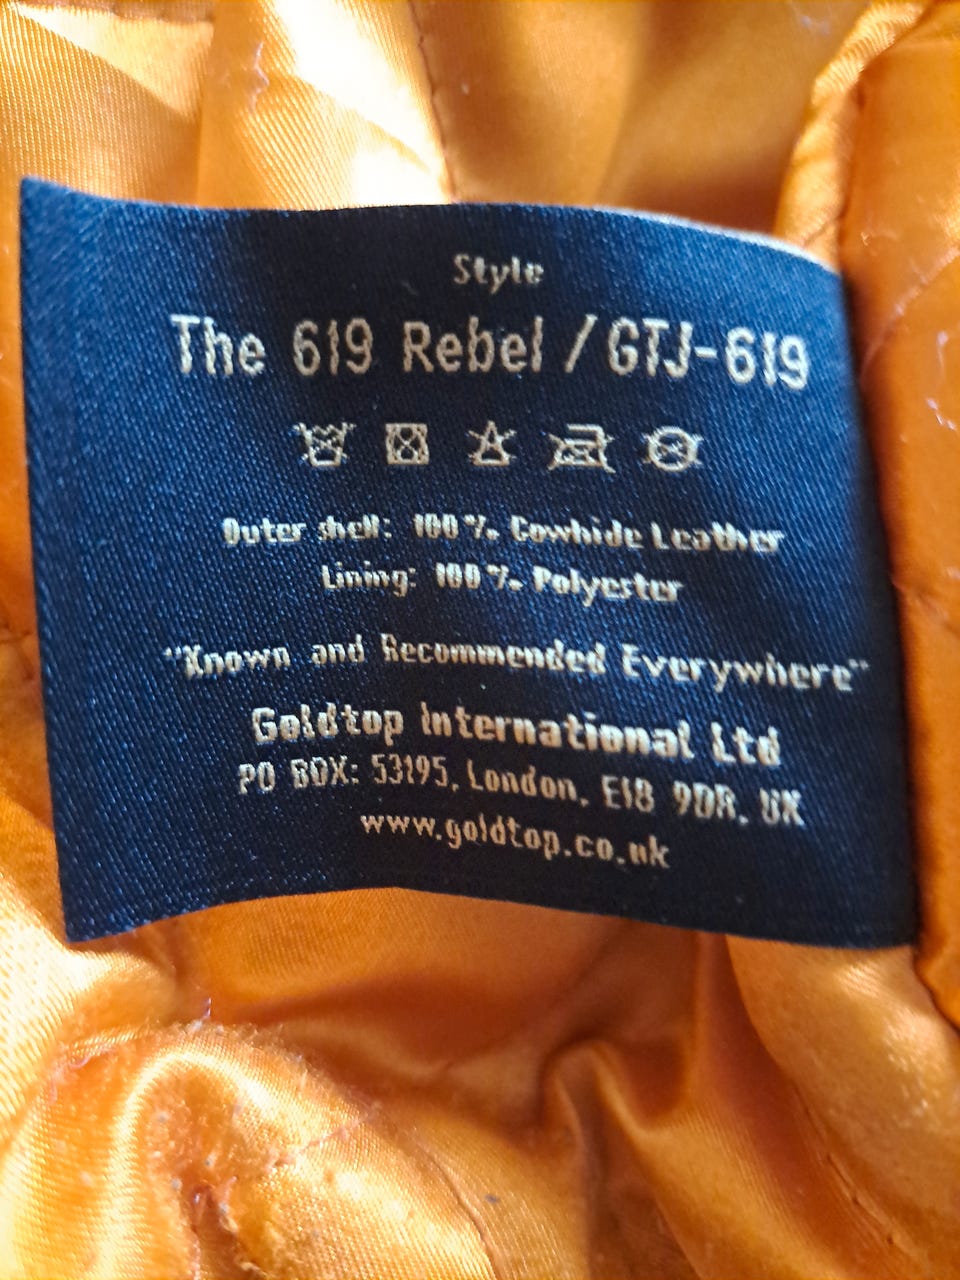 Style
The 619 Rebel / GTJ-619
Outer shell: 100% Cowhide Leather
Lining: 100% Polyester
"Known and Recommended Everywhere"
Goldtop International Ltd
PO BOX: 53195, London, E18 9DR, UK
www.goldtop.co.uk